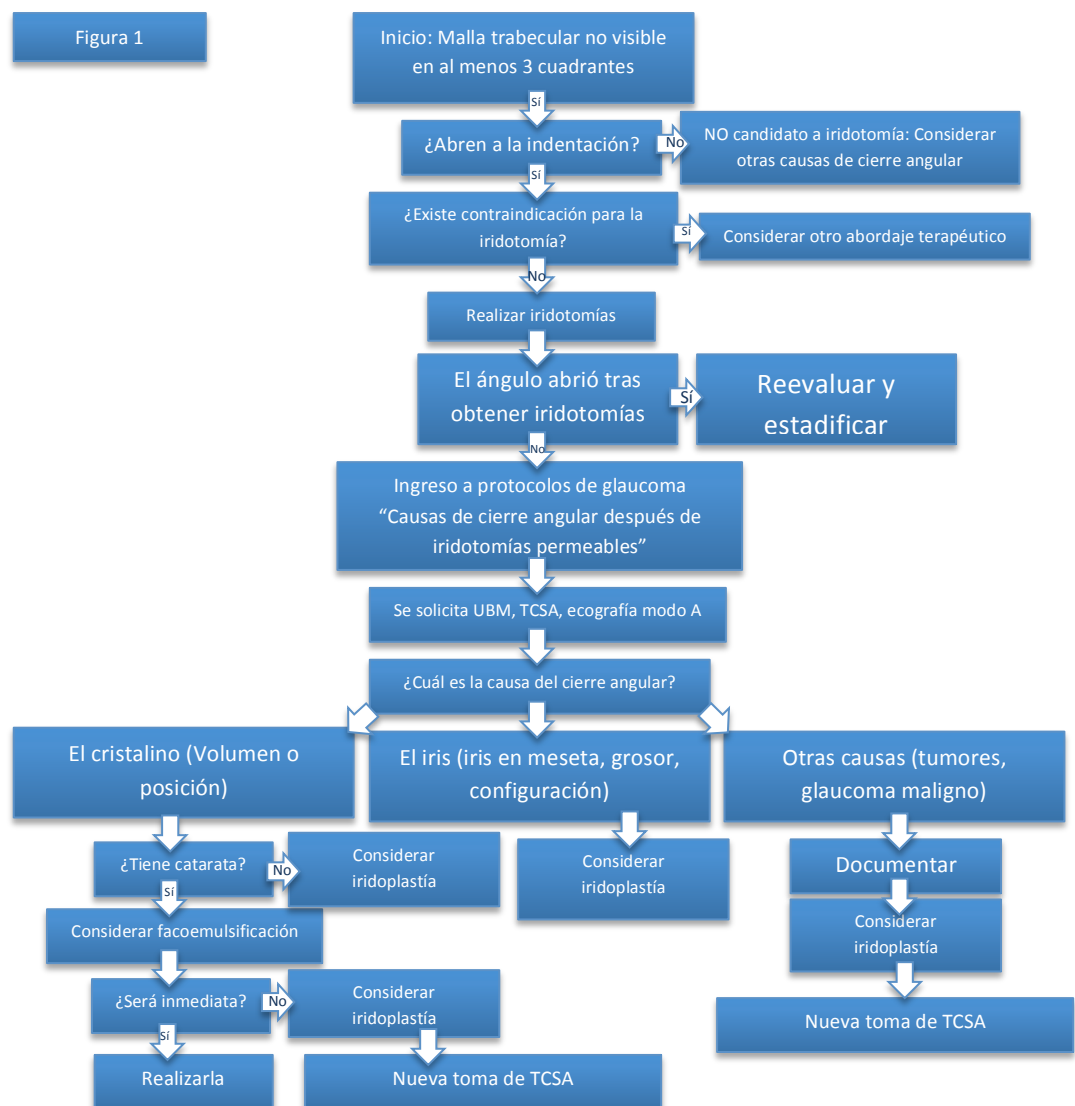 Figura 1
Inicio: Malla trabecular no visible
en al menos 3 cuadrantes
Sí
¿Abren a la indentación?
No
NO candidato a iridotomía: Considerar
otras causas de cierre angular
Sí
¿Existe contraindicación para la
iridotomía?
Sí
Considerar otro abordaje terapéutico
No
Realizar iridotomías
El ángulo abrió tras
obtener iridotomías
Sí
Reevaluar y
estadificar
No
Ingreso a protocolos de glaucoma
“Causas de cierre angular después de
iridotomías permeables”
Se solicita UBM, TCSA, ecografía modo A
¿Cuál es la causa del cierre angular?
El cristalino (Volumen o
posición)
El iris (iris en meseta, grosor,
configuración)
Otras causas (tumores,
glaucoma maligno)
¿Tiene catarata?
No
Considerar
iridoplastía
Considerar
iridoplastía
Documentar
Sí
Considerar facoemulsificación
Considerar
iridoplastía
¿Será inmediata?
No
Considerar
iridoplastía
Nueva toma de TCSA
Sí
Realizarla
Nueva toma de TCSA